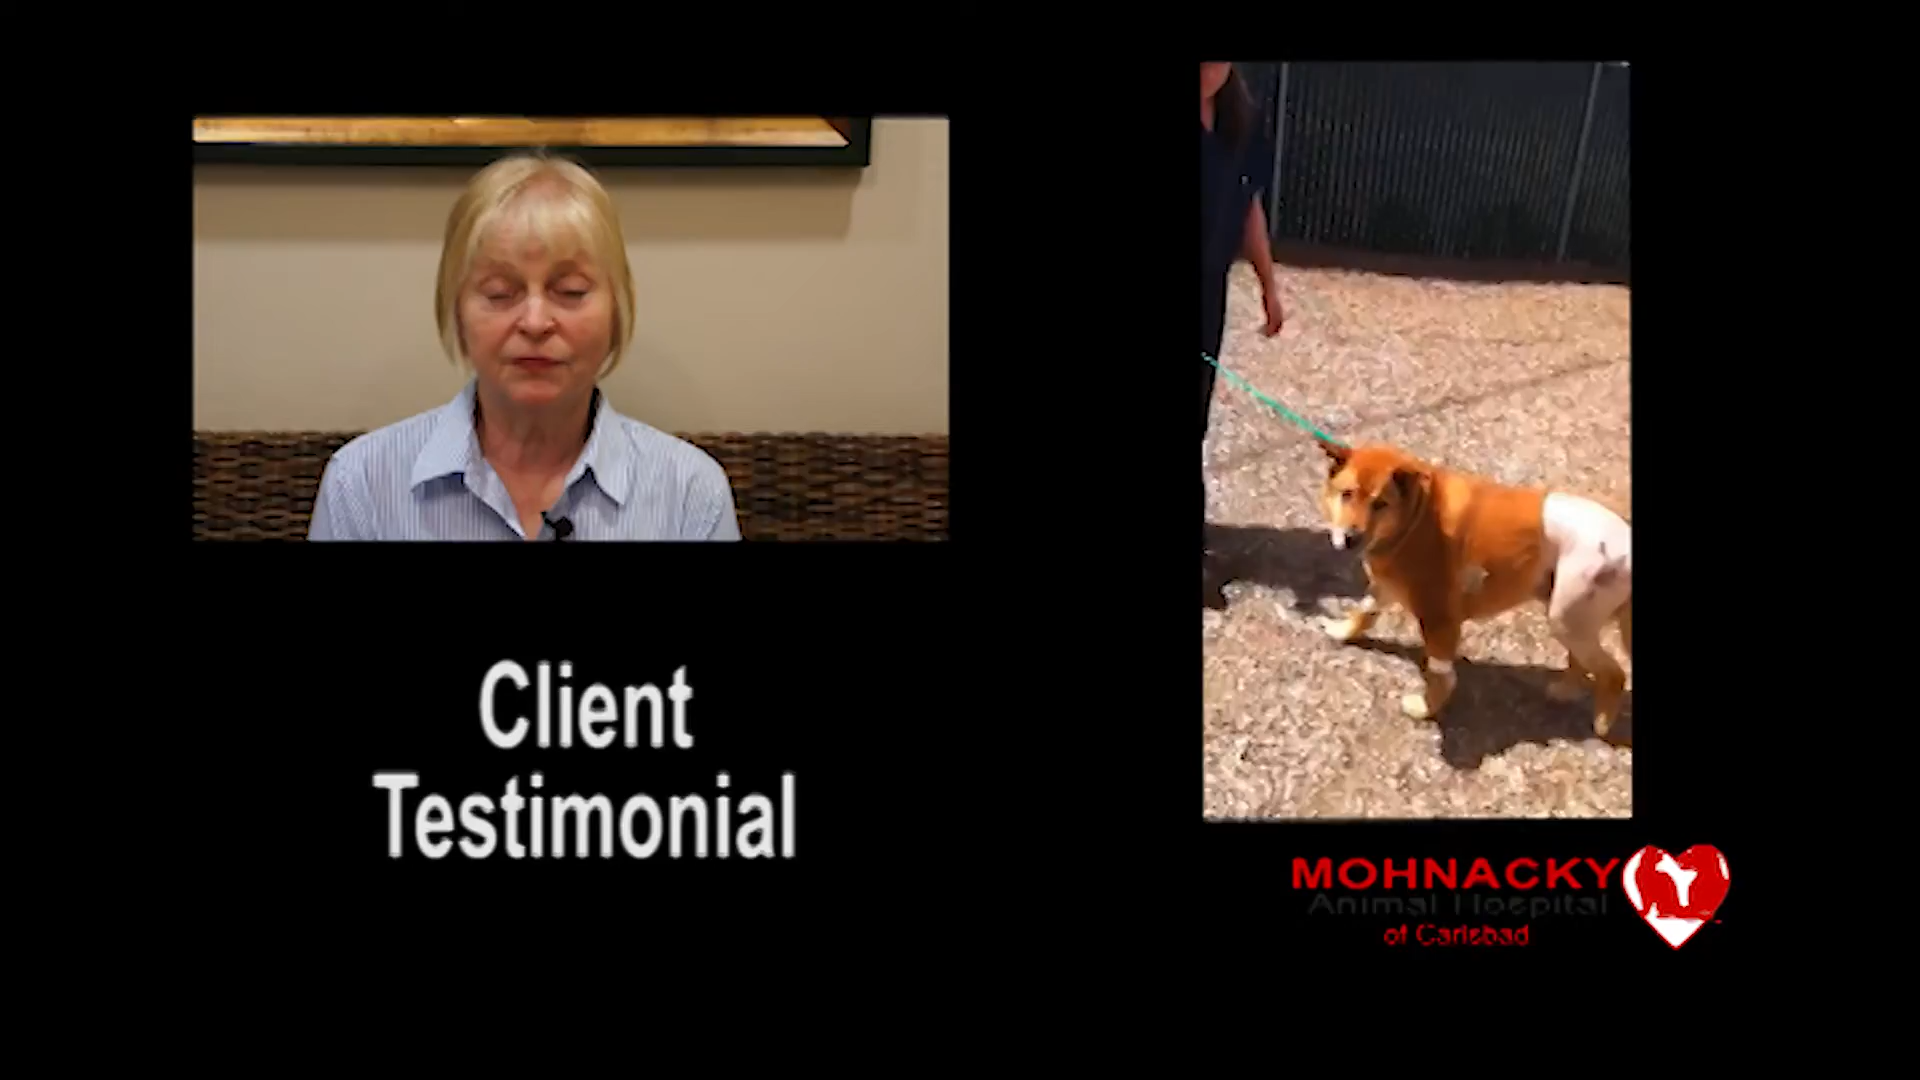 Client
Testimonial
MOHNACKY
Animal Hospital
of Carlsbad